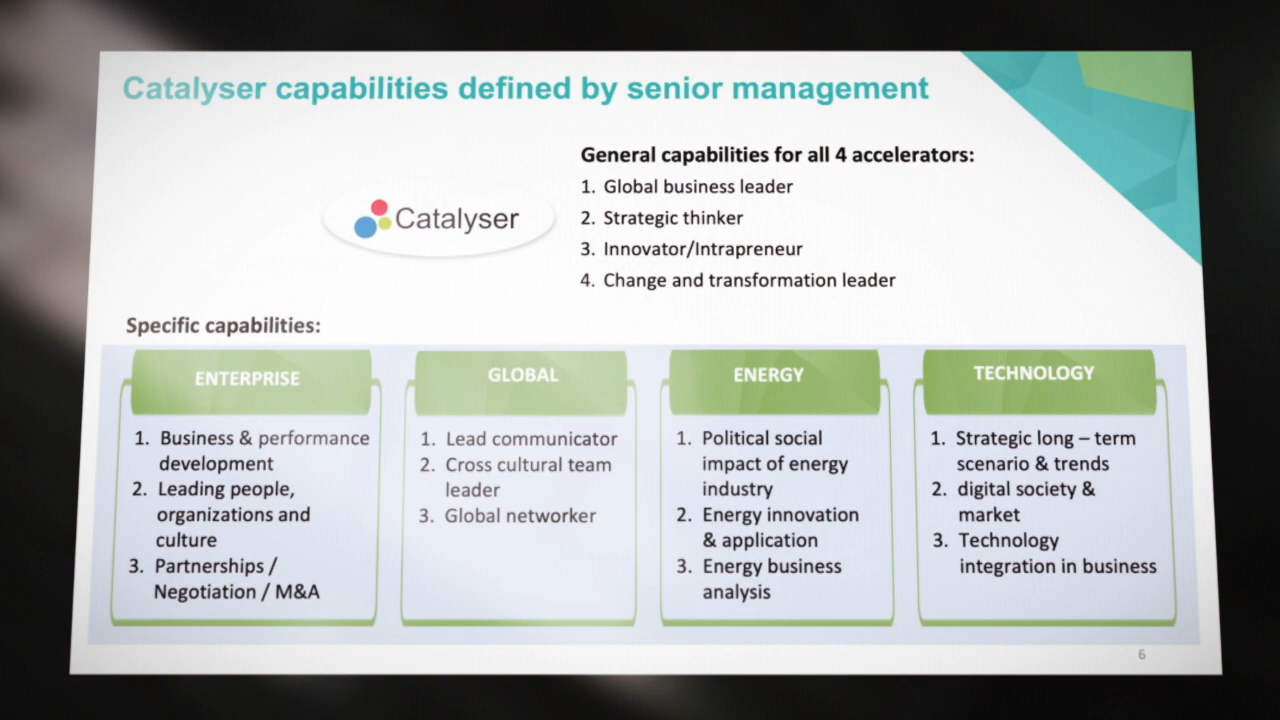 Catalyser capabilities defined by senior management
General capabilities for all 4 accelerators:
1. Global business leader
2. Strategic thinker
3. Innovator/Intrapreneur
4. Change and transformation leader
Catalyser
Specific capabilities:
ENTERPRISE
1. Business & performance
development
2. Leading people,
organizations and
culture
3. Partnerships /
Negotiation / M&A
GLOBAL
1. Lead communicator
2. Cross cultural team
leader
3. Global networker
ENERGY
1. Political social
impact of energy
industry
2. Energy innovation
& application
3. Energy business
analysis
TECHNOLOGY
1. Strategic long – term
scenario & trends
2. digital society &
market
3. Technology
integration in business
6